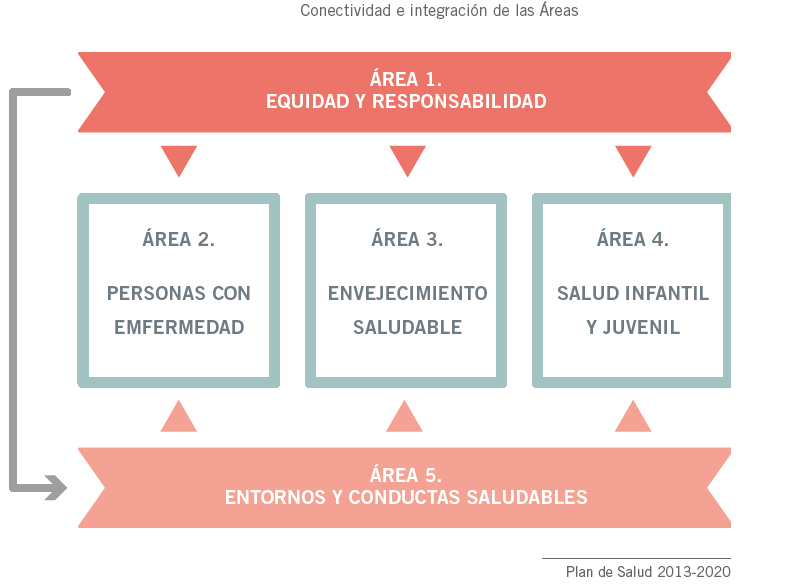 Conectividad e integración de las Áreas
ÁREA 1.
EQUIDAD Y RESPONSABILIDAD
ÁREA 2.
PERSONAS CON
EMFERMEDAD
ÁREA 3.
ENVEJECIMIENTO
SALUDABLE
ÁREA 4.
SALUD INFANTIL
Y JUVENIL
ÁREA 5.
ENTORNOS Y CONDUCTAS SALUDABLES
Plan de Salud 2013-2020